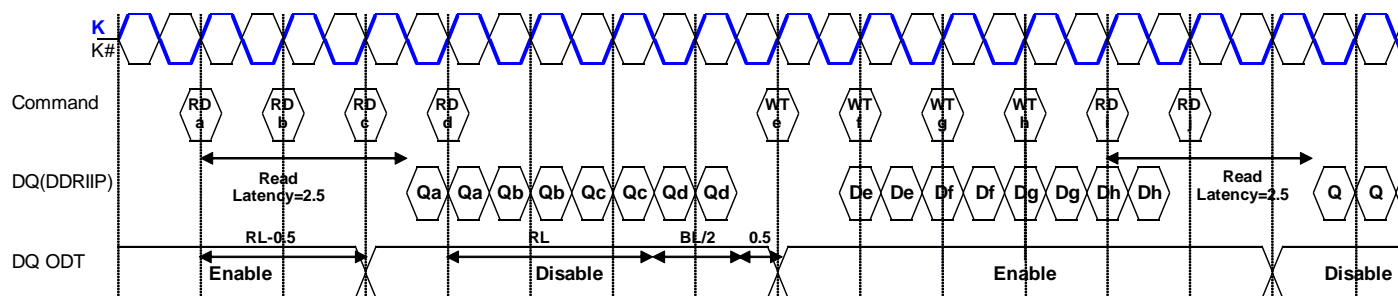 K
K#
Command
RD a RD b RD c RD d WT e WT f WT g WT h RD i RD j
Read Latency=2.5
Read Latency=2.5
DQ(DDRIIP)
Qa Qa Qb Qb Qc Qc Qd Qd De De Df Df Dg Dg Dh Dh Q Q
RL-0.5 RL BL/2 0.5
DQ ODT
Enable Disable Enable Disable